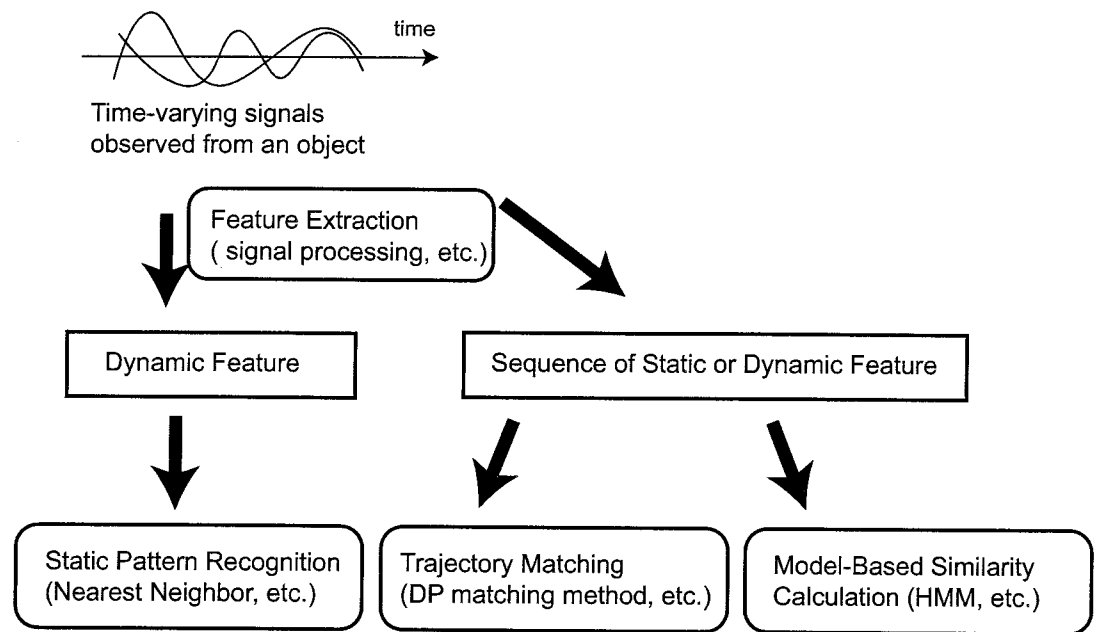 time
Time-varying signals
observed from an object
Feature Extraction
( signal processing, etc.)
Dynamic Feature
Sequence of Static or Dynamic Feature
Static Pattern Recognition
(Nearest Neighbor, etc.)
Trajectory Matching
(DP matching method, etc.)
Model-Based Similarity
Calculation (HMM, etc.)